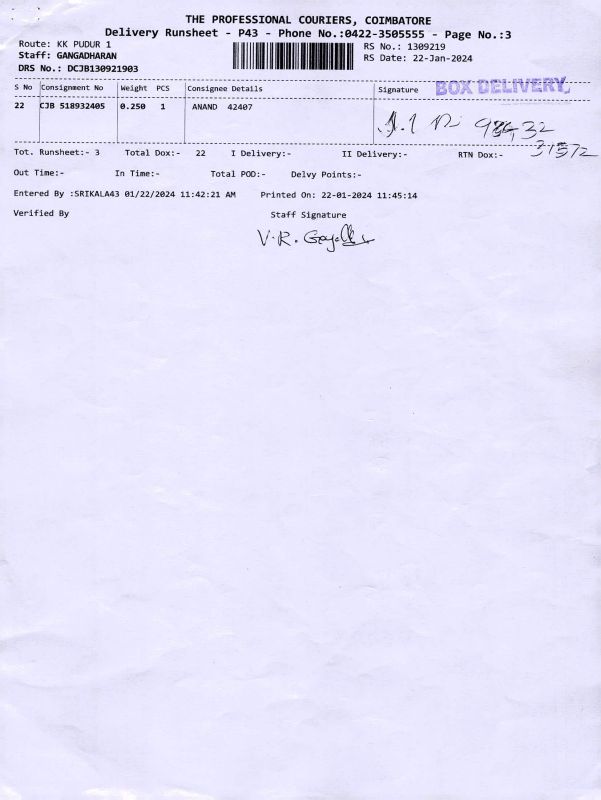 THE PROFESSIONAL COURIERS, COIMBATORE
Delivery Runsheet - P43 - Phone No.:0422-3505555 - Page No.:3
Route: KK PUDUR 1
RS No.: 1309219
Staff: GANGADHARAN
RS Date: 22-Jan-2024
DRS No.: DCJB130921903
S No Consignment No Weight PCS Consignee Details Signature BOX DELIVERY
22 CJB 518932405 0.250 1 ANAND 42407
Tot. Runsheet:- 3 Total Dox:- 22 I Delivery:- II Delivery:- RTN Dox:-
Out Time:- In Time:- Total POD:- Delvy Points:-
Entered By :SRIKALA43 01/22/2024 11:42:21 AM Printed On: 22-01-2024 11:45:14
Verified By Staff Signature
V.R.